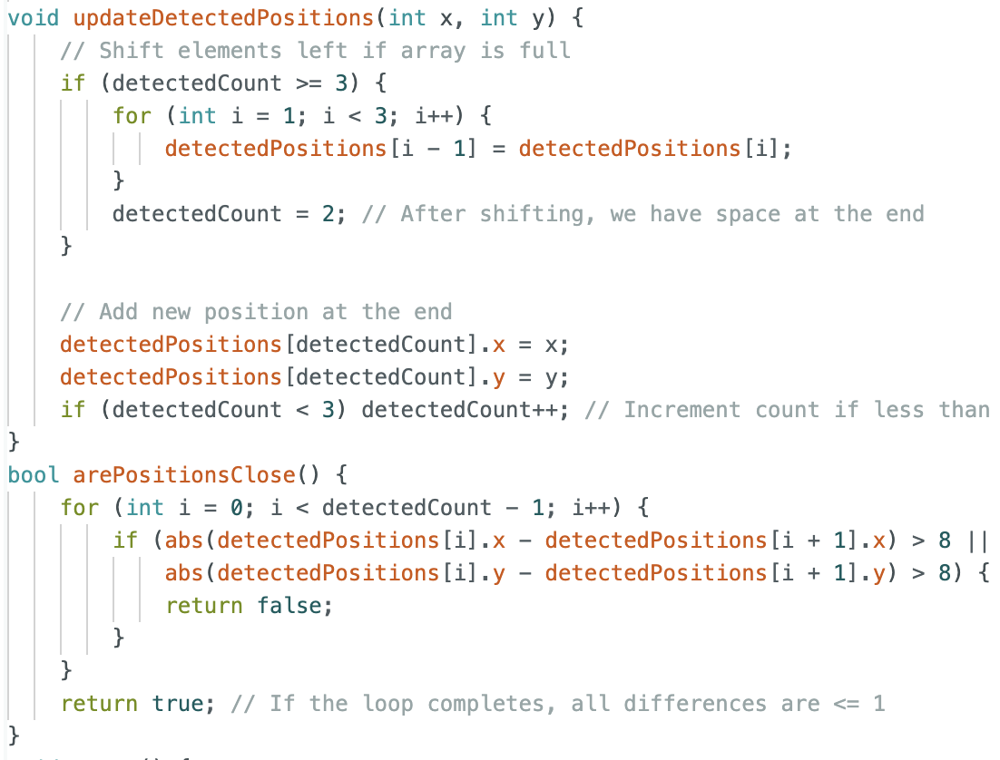 void updateDetectedPositions(int x, int y) {
    // Shift elements left if array is full
    if (detectedCount >= 3) {
        for (int i = 1; i < 3; i++) {
            detectedPositions[i - 1] = detectedPositions[i];
        }
        detectedCount = 2; // After shifting, we have space at the end
    }

    // Add new position at the end
    detectedPositions[detectedCount].x = x;
    detectedPositions[detectedCount].y = y;
    if (detectedCount < 3) detectedCount++; // Increment count if less than
}
bool arePositionsClose() {
    for (int i = 0; i < detectedCount - 1; i++) {
        if (abs(detectedPositions[i].x - detectedPositions[i + 1].x) > 8 ||
            abs(detectedPositions[i].y - detectedPositions[i + 1].y) > 8) {
            return false;
        }
    }
    return true; // If the loop completes, all differences are <= 1
}